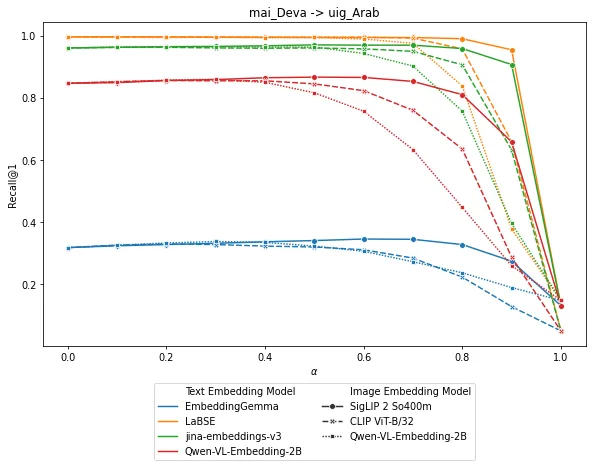 mai_Deva -> uig_Arab
Recall@1
1.0
0.8
0.6
0.4
0.2
0.0 0.2 0.4 0.6 0.8 1.0
α
Text Embedding Model
EmbeddingGemma
LaBSE
jina-embeddings-v3
Qwen-VL-Embedding-2B
Image Embedding Model
SigLIP 2 So400m
CLIP ViT-B/32
Qwen-VL-Embedding-2B